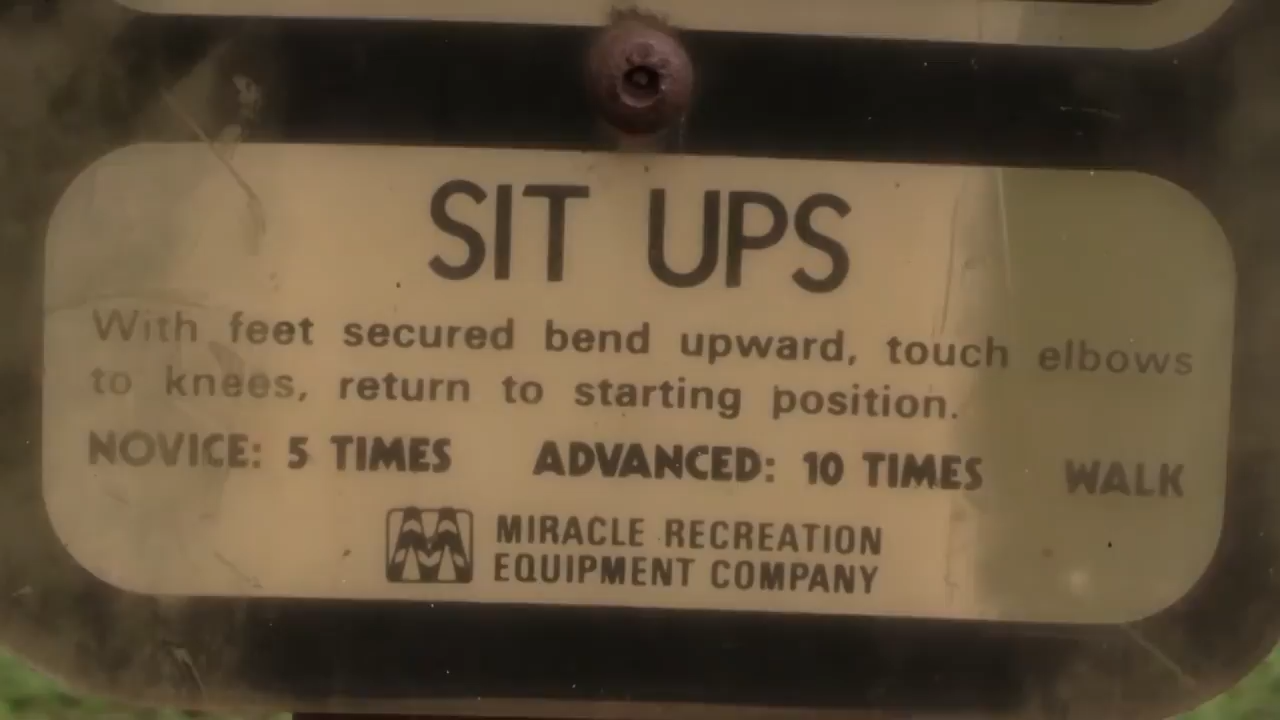 SIT UPS
With feet secured bend upward, touch elbows
to knees, return to starting position.
NOVICE: 5 TIMES ADVANCED: 10 TIMES WALK
MIRACLE RECREATION
EQUIPMENT COMPANY